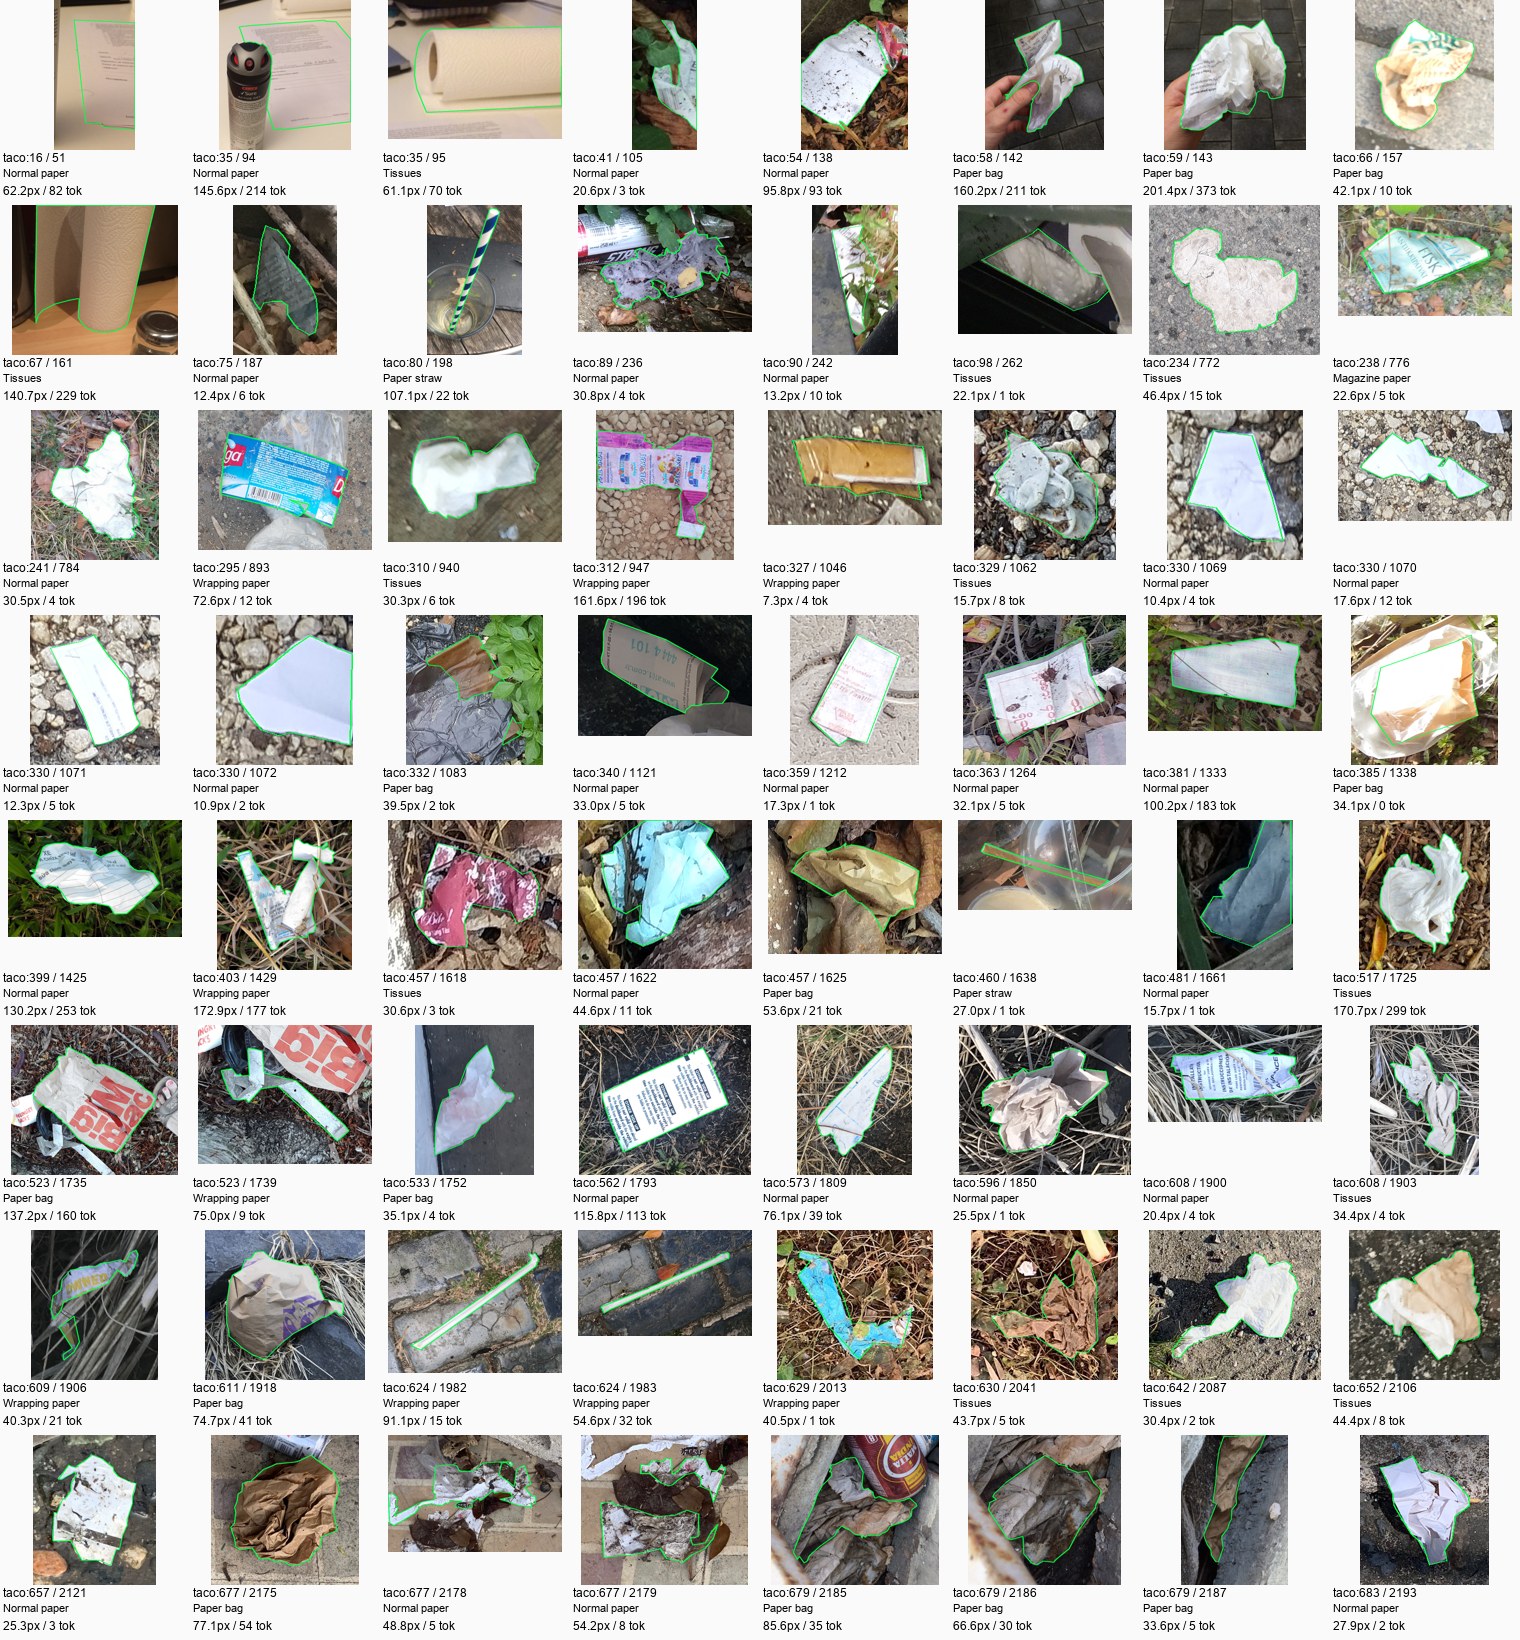 taco:16 / 51
Normal paper
62.2px / 82 tok
taco:35 / 94
Normal paper
145.6px / 214 tok
taco:35 / 95
Tissues
61.1px / 70 tok
taco:41 / 105
Normal paper
20.6px / 3 tok
taco:54 / 138
Normal paper
95.8px / 93 tok
taco:58 / 142
Paper bag
160.2px / 211 tok
taco:59 / 143
Paper bag
201.4px / 373 tok
taco:66 / 157
Paper bag
42.1px / 10 tok
STRONG
TISK
taco:67 / 161
Tissues
140.7px / 229 tok
taco:75 / 187
Normal paper
12.4px / 6 tok
taco:80 / 198
Paper straw
107.1px / 22 tok
taco:89 / 236
Normal paper
30.8px / 4 tok
taco:90 / 242
Normal paper
13.2px / 10 tok
taco:98 / 262
Tissues
22.1px / 1 tok
taco:234 / 772
Tissues
46.4px / 15 tok
taco:238 / 776
Magazine paper
22.6px / 5 tok
ga
D
taco:241 / 784
Normal paper
30.5px / 4 tok
taco:295 / 893
Wrapping paper
72.6px / 12 tok
taco:310 / 940
Tissues
30.3px / 6 tok
taco:312 / 947
Wrapping paper
161.6px / 196 tok
taco:327 / 1046
Wrapping paper
7.3px / 4 tok
taco:329 / 1062
Tissues
15.7px / 8 tok
taco:330 / 1069
Normal paper
10.4px / 4 tok
taco:330 / 1070
Normal paper
17.6px / 12 tok
taco:330 / 1071
Normal paper
12.3px / 5 tok
taco:330 / 1072
Normal paper
10.9px / 2 tok
taco:332 / 1083
Paper bag
39.5px / 2 tok
taco:340 / 1121
Normal paper
33.0px / 5 tok
taco:359 / 1212
Normal paper
17.3px / 1 tok
taco:363 / 1264
Normal paper
32.1px / 5 tok
taco:381 / 1333
Normal paper
100.2px / 183 tok
taco:385 / 1338
Paper bag
34.1px / 0 tok
taco:399 / 1425
Normal paper
130.2px / 253 tok
taco:403 / 1429
Wrapping paper
172.9px / 177 tok
taco:457 / 1618
Tissues
30.6px / 3 tok
taco:457 / 1622
Normal paper
44.6px / 11 tok
taco:457 / 1625
Paper bag
53.6px / 21 tok
taco:460 / 1638
Paper straw
27.0px / 1 tok
taco:481 / 1661
Normal paper
15.7px / 1 tok
taco:517 / 1725
Tissues
170.7px / 299 tok
Big
Mac
Big
taco:523 / 1735
Paper bag
137.2px / 160 tok
taco:523 / 1739
Wrapping paper
75.0px / 9 tok
taco:533 / 1752
Paper bag
35.1px / 4 tok
taco:562 / 1793
Normal paper
115.8px / 113 tok
taco:573 / 1809
Normal paper
76.1px / 39 tok
taco:596 / 1850
Normal paper
25.5px / 1 tok
taco:608 / 1900
Normal paper
20.4px / 4 tok
taco:608 / 1903
Tissues
34.4px / 4 tok
taco:609 / 1906
Wrapping paper
40.3px / 21 tok
taco:611 / 1918
Paper bag
74.7px / 41 tok
taco:624 / 1982
Wrapping paper
91.1px / 15 tok
taco:624 / 1983
Wrapping paper
54.6px / 32 tok
taco:629 / 2013
Wrapping paper
40.5px / 1 tok
taco:630 / 2041
Tissues
43.7px / 5 tok
taco:642 / 2087
Tissues
30.4px / 2 tok
taco:652 / 2106
Tissues
44.4px / 8 tok
MALTA
INDIA
taco:657 / 2121
Normal paper
25.3px / 3 tok
taco:677 / 2175
Paper bag
77.1px / 54 tok
taco:677 / 2178
Normal paper
48.8px / 5 tok
taco:677 / 2179
Normal paper
54.2px / 8 tok
taco:679 / 2185
Paper bag
85.6px / 35 tok
taco:679 / 2186
Paper bag
66.6px / 30 tok
taco:679 / 2187
Paper bag
33.6px / 5 tok
taco:683 / 2193
Normal paper
27.9px / 2 tok